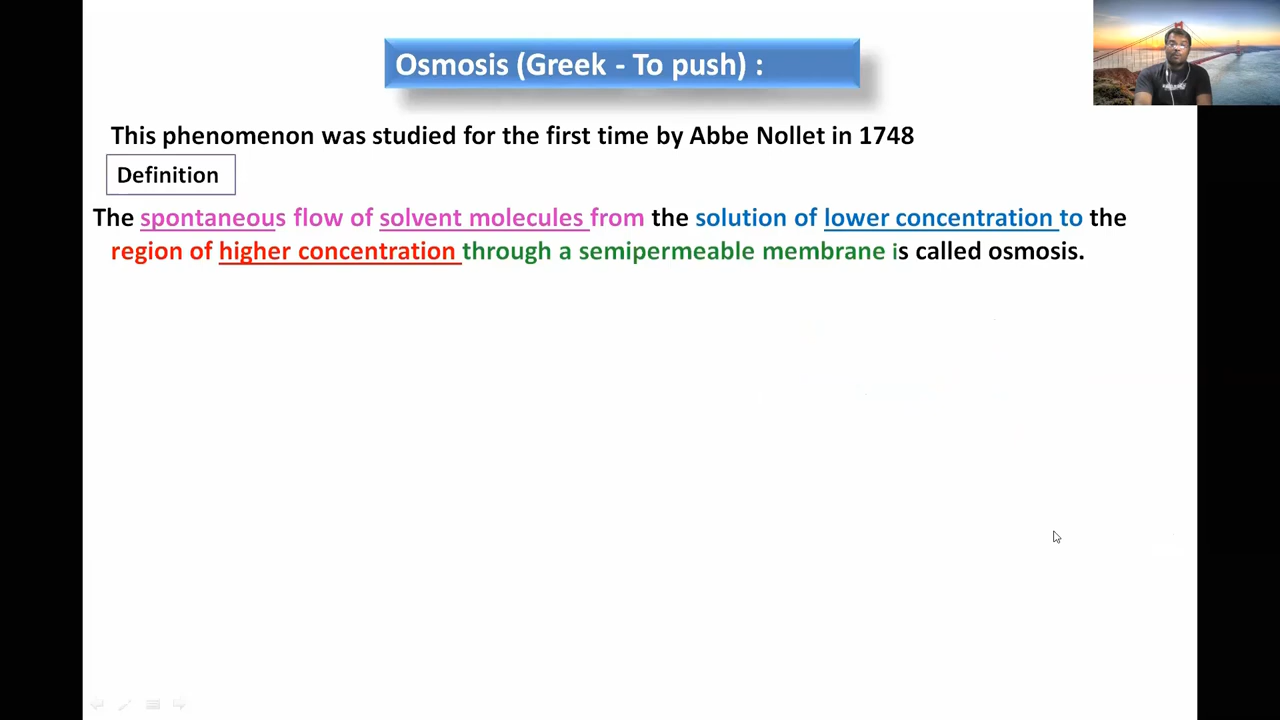 Osmosis (Greek - To push) :
This phenomenon was studied for the first time by Abbe Nollet in 1748
Definition
The spontaneous flow of solvent molecules from the solution of lower concentration to the
region of higher concentration through a semipermeable membrane is called osmosis.